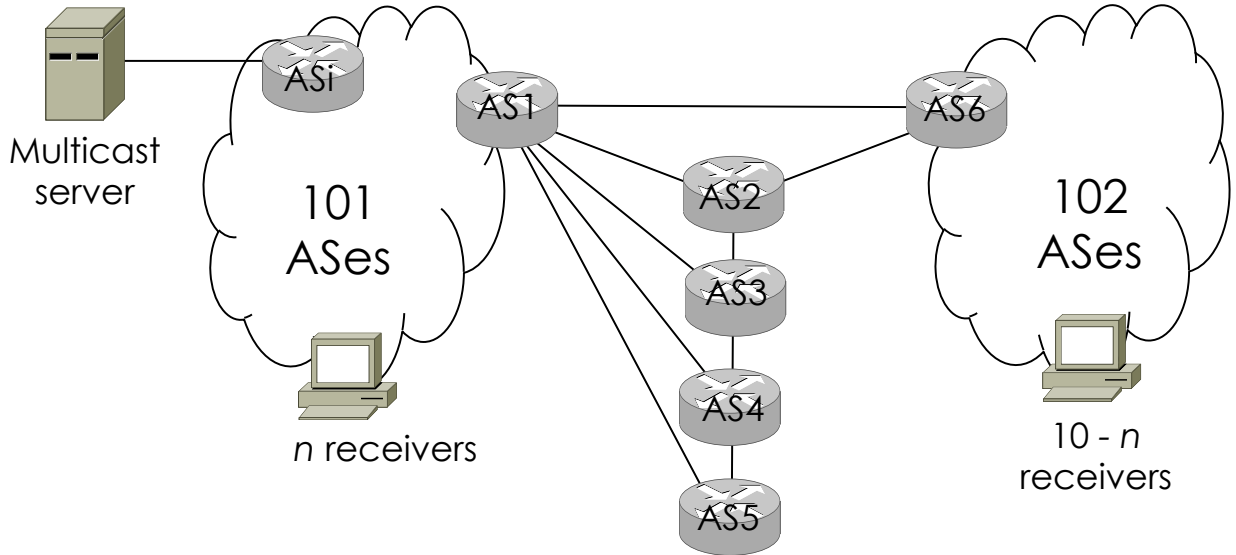 ASi
AS1
AS6
Multicast
server
101
ASes
AS2
102
ASes
AS3
AS4
n receivers
10 - n
receivers
AS5